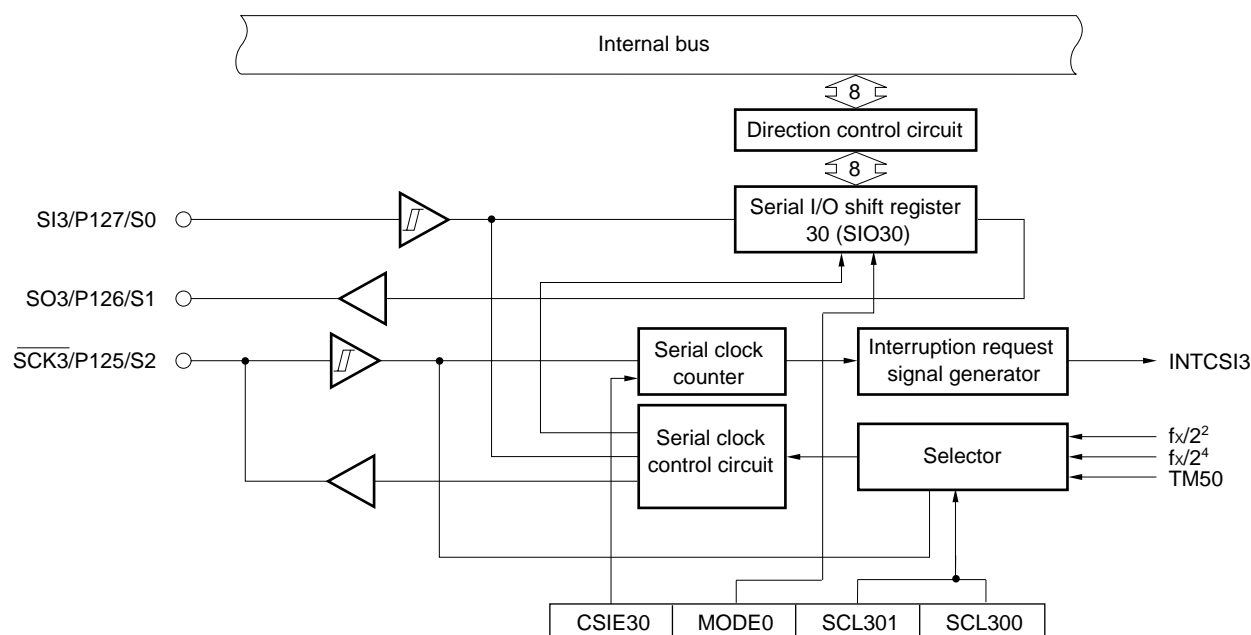 Internal bus
8
Direction control circuit
8
SI3/P127/S0
Serial I/O shift register
30 (SIO30)
SO3/P126/S1
SCK3/P125/S2
Serial clock
counter
Interruption request
signal generator
INTCSI3
Serial clock
control circuit
Selector
fx/2²
fx/2⁴
TM50
CSIE30
MODE0
SCL301
SCL300